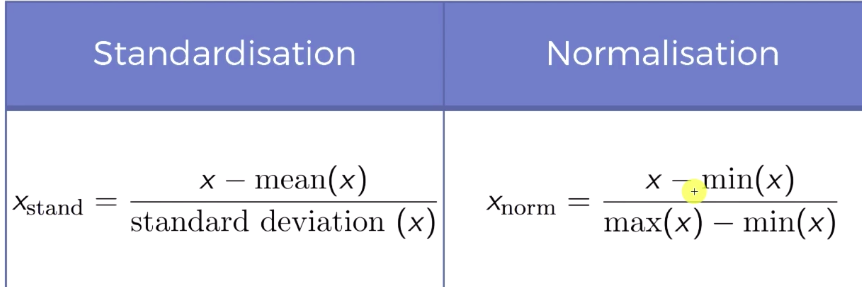 Standardisation
Normalisation
x_stand = (x − mean(x)) / (standard deviation (x))
x_norm = (x − min(x)) / (max(x) − min(x))